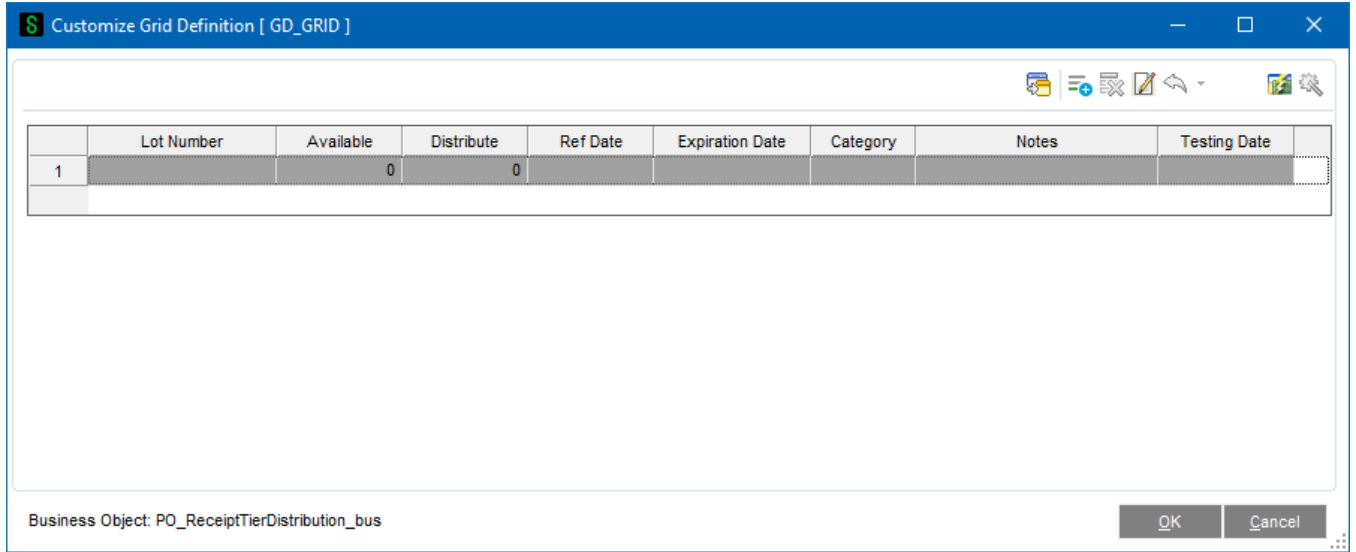 S Customize Grid Definition [ GD_GRID ]
Lot Number Available Distribute Ref Date Expiration Date Category Notes Testing Date
1 0 0
Business Object: PO_ReceiptTierDistribution_bus OK Cancel